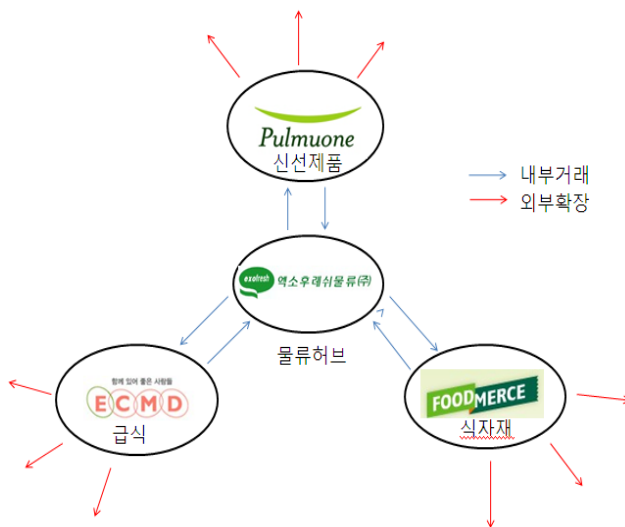 Pulmuone
신선제품
내부거래
외부확장
exofresh 엑소후레쉬물류(주)
물류허브
함께 있어 좋은 사람들
ECMD
급식
FOODMERCE
식자재